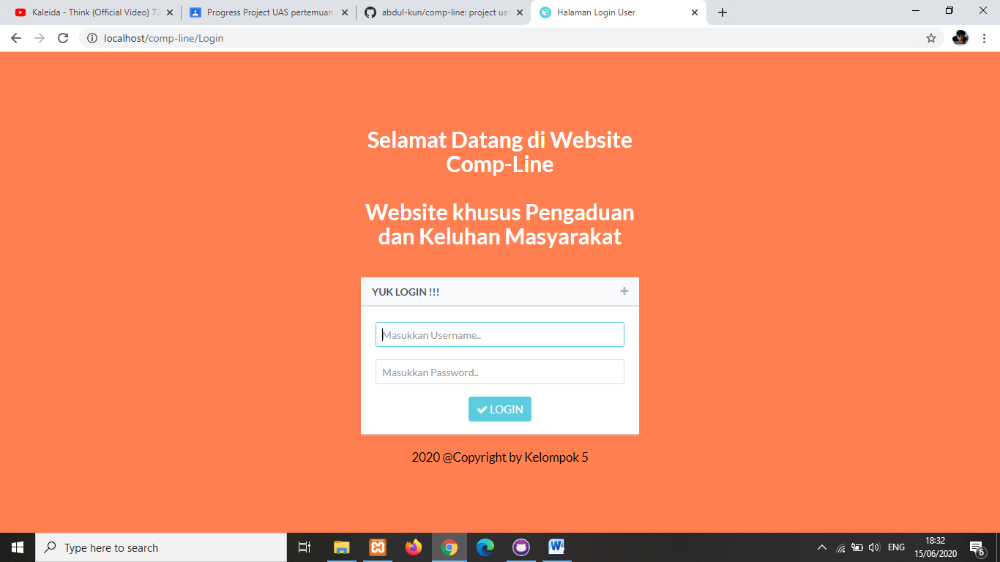 Kaleida - Think (Official Video) 72
Progress Project UAS pertemuan
abdul-kun/comp-line: project uas
Halaman Login User
localhost/comp-line/Login
Selamat Datang di Website
Comp-Line
Website khusus Pengaduan
dan Keluhan Masyarakat
YUK LOGIN !!!
Masukkan Username..
Masukkan Password..
LOGIN
2020 @Copyright by Kelompok 5
Type here to search
ENG
18:32
15/06/2020
6